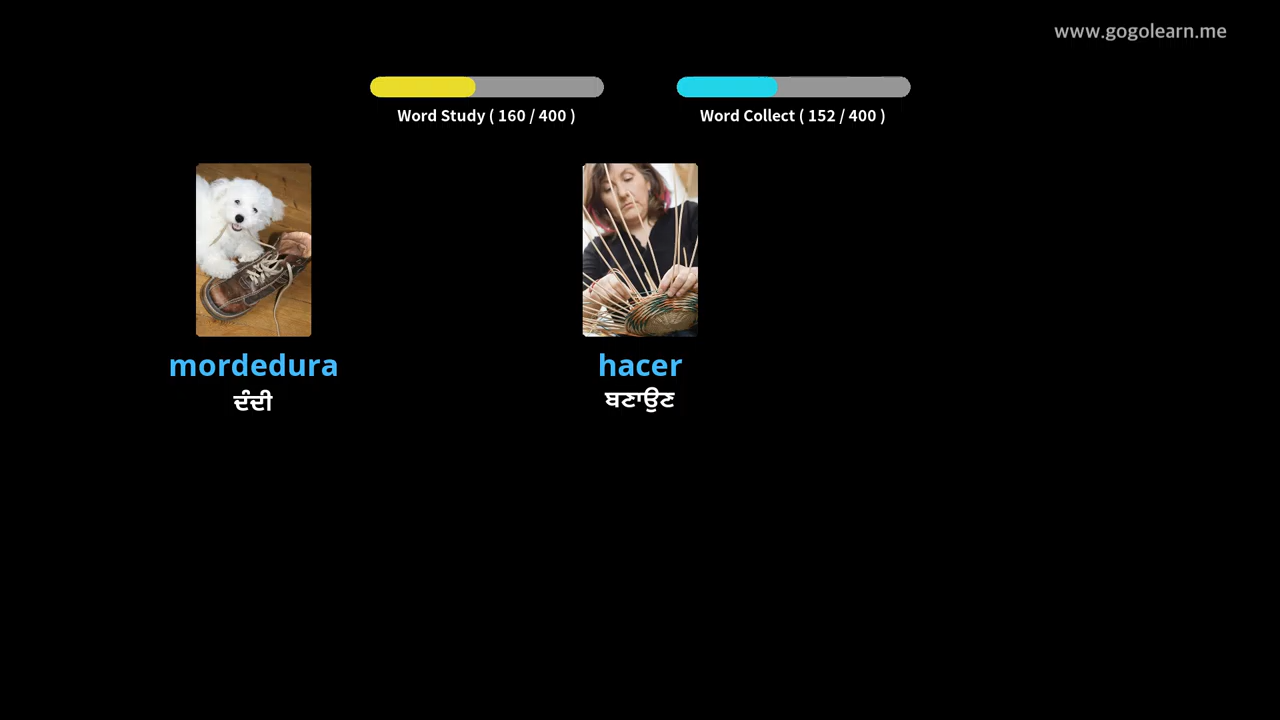 www.gogolearn.me
Word Study ( 160 / 400 )
Word Collect ( 152 / 400 )
mordedura
ਦੰਦੀ
hacer
ਬਣਾਉਣ